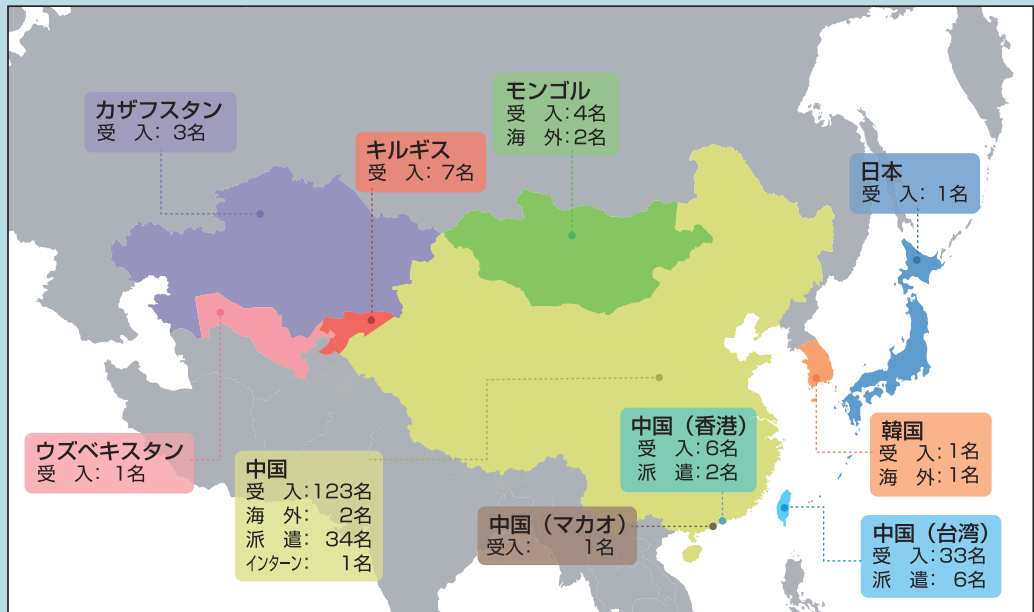 カザフスタン
受　入： 3名
キルギス
受　入： 7名
モンゴル
受　入：4名
海　外：2名
日本
受　入： 1名
ウズベキスタン
受　入： 1名
中国
受　入：123名
海　外： 2名
派　遣： 34名
インターン： 1名
中国（香港）
受　入：6名
派　遣：2名
中国（マカオ）
受入： 1名
韓国
受　入： 1名
海　外： 1名
中国（台湾）
受　入：33名
派　遣： 6名